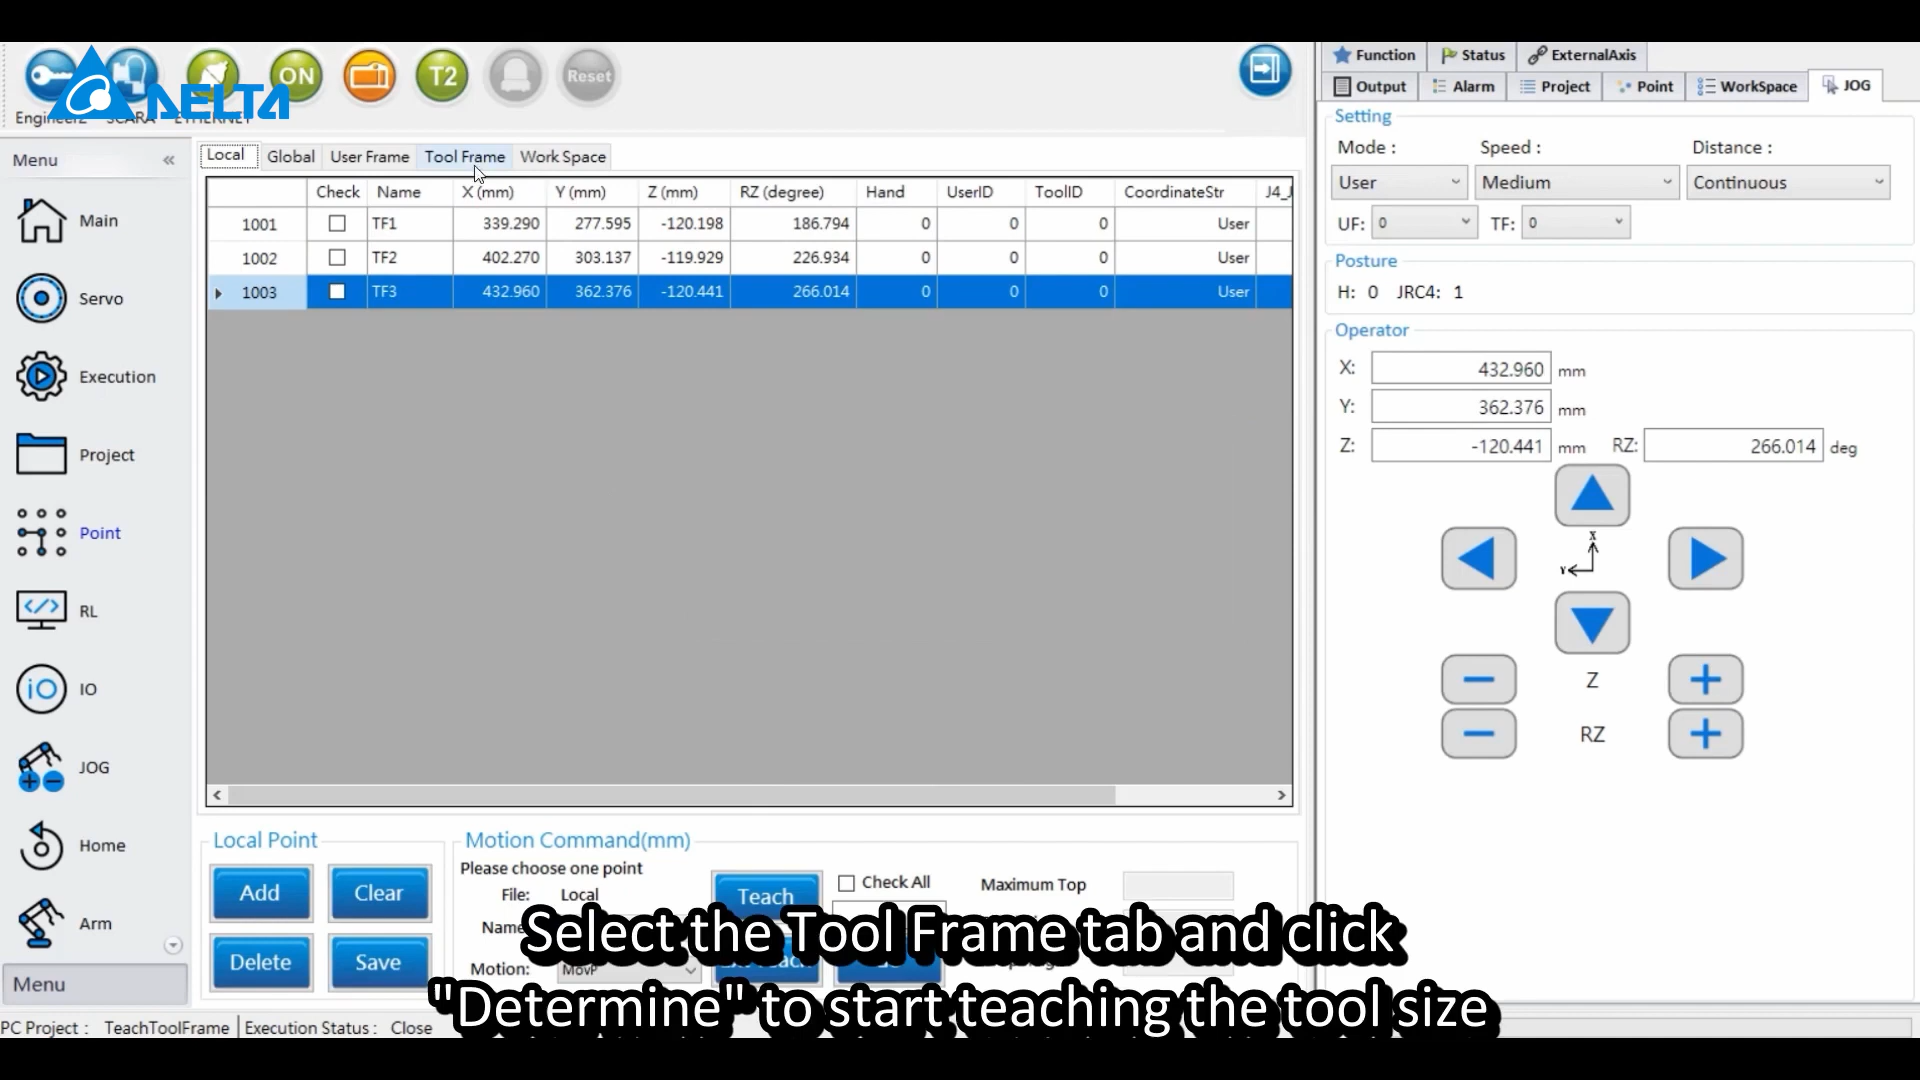 Function Status ExternalAxis
ON T2 Reset
Output Alarm Project Point WorkSpace JOG
DELTA
Setting
Menu «
Local Global User Frame Tool Frame Work Space
Mode : Speed : Distance :
User Medium Continuous
Check Name X (mm) Y (mm) Z (mm) RZ (degree) Hand UserID ToolID CoordinateStr
1001 TF1 339.290 277.595 -120.198 186.794 0 0 0 User
1002 TF2 402.270 303.137 -119.929 226.934 0 0 0 User
1003 TF3 432.960 362.376 -120.441 266.014 0 0 0 User
UF: 0 TF: 0
Posture
H: 0 JRC4: 1
Operator
X: 432.960 mm
Y: 362.376 mm
Z: -120.441 mm RZ: 266.014 deg
X
Y
Z
RZ
Main
Servo
Execution
Project
Point
RL
IO
JOG
Home
Arm
Menu
Local Point
Add Clear
Delete Save
Motion Command(mm)
Please choose one point
File: Local
Name
Motion: MovP
Teach
Check All
Maximum Top
Select the Tool Frame tab and click
"Determine" to start teaching the tool size
PC Project : TeachToolFrame Execution Status : Close